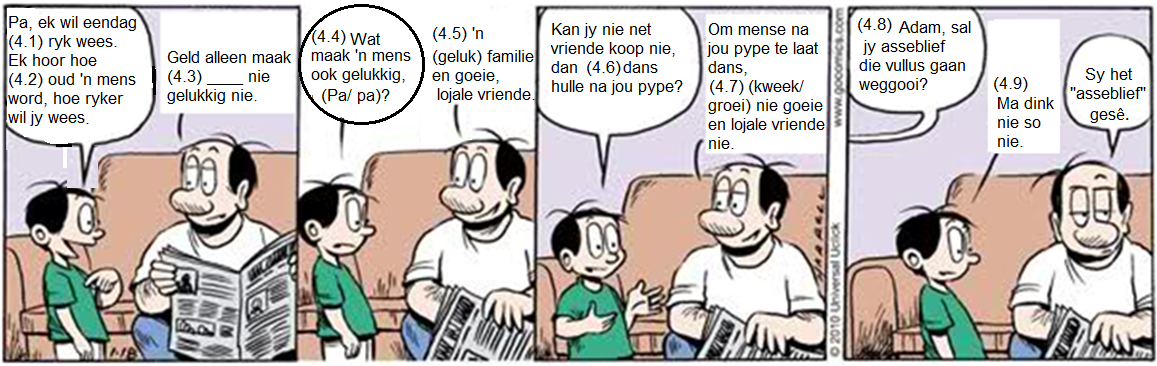 Pa, ek wil eendag
(4.1) ryk wees.
Ek hoor hoe
(4.2) oud 'n mens
word, hoe ryker
wil jy wees.
Geld alleen maak
(4.3) ____ nie
gelukkig nie.
(4.4) Wat
maak 'n mens
ook gelukkig,
(Pa/ pa)?
(4.5) 'n
(geluk) familie
en goeie,
lojale vriende.
Kan jy nie net
vriende koop nie,
dan (4.6) dans
hulle na jou pype?
Om mense na
jou pype te laat
dans,
(4.7) (kweek/
groei) nie goeie
en lojale vriende
nie.
(4.8) Adam, sal
jy asseblief
die vullus gaan
weggooi?
(4.9)
Ma dink
nie so
nie.
Sy het
"asseblief"
gesê.
www.gocomics.com
© 2010 Universal Uclick
1-18